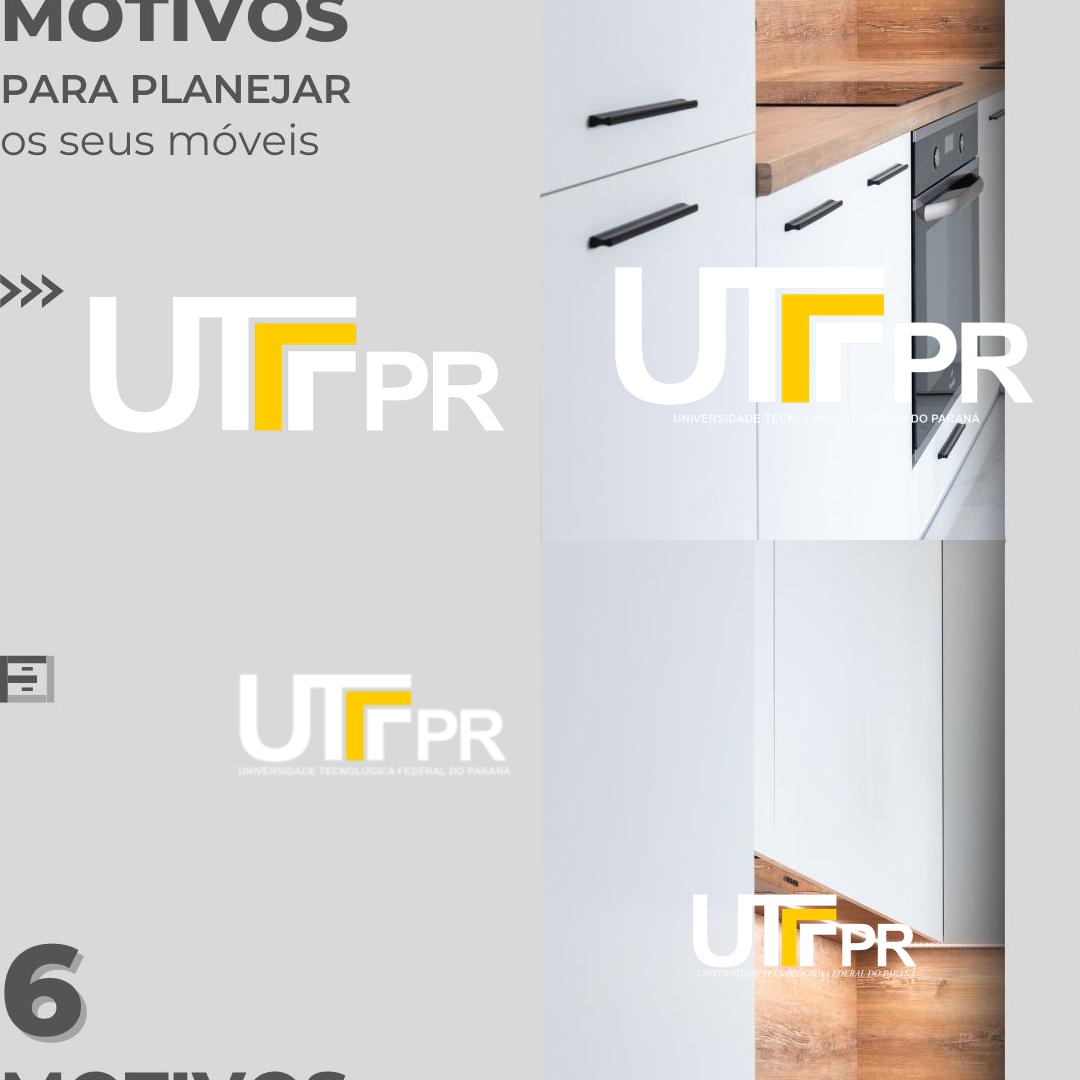 MOTIVOS
PARA PLANEJAR
os seus móveis
UTFPR
UTFPR
UNIVERSIDADE TECNOLÓGICA FEDERAL DO PARANÁ
UTFPR
UNIVERSIDADE TECNOLÓGICA FEDERAL DO PARANÁ
UTFPR
UNIVERSIDADE TECNOLÓGICA FEDERAL DO PARANÁ
6
MOTIVOS